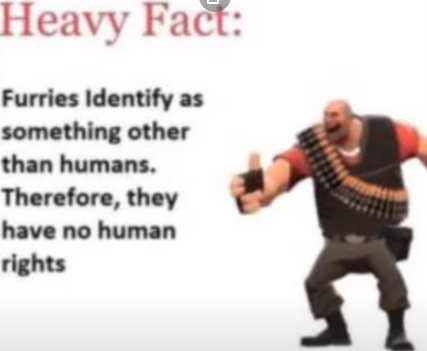 Heavy Fact:
Furries Identify as
something other
than humans.
Therefore, they
have no human
rights